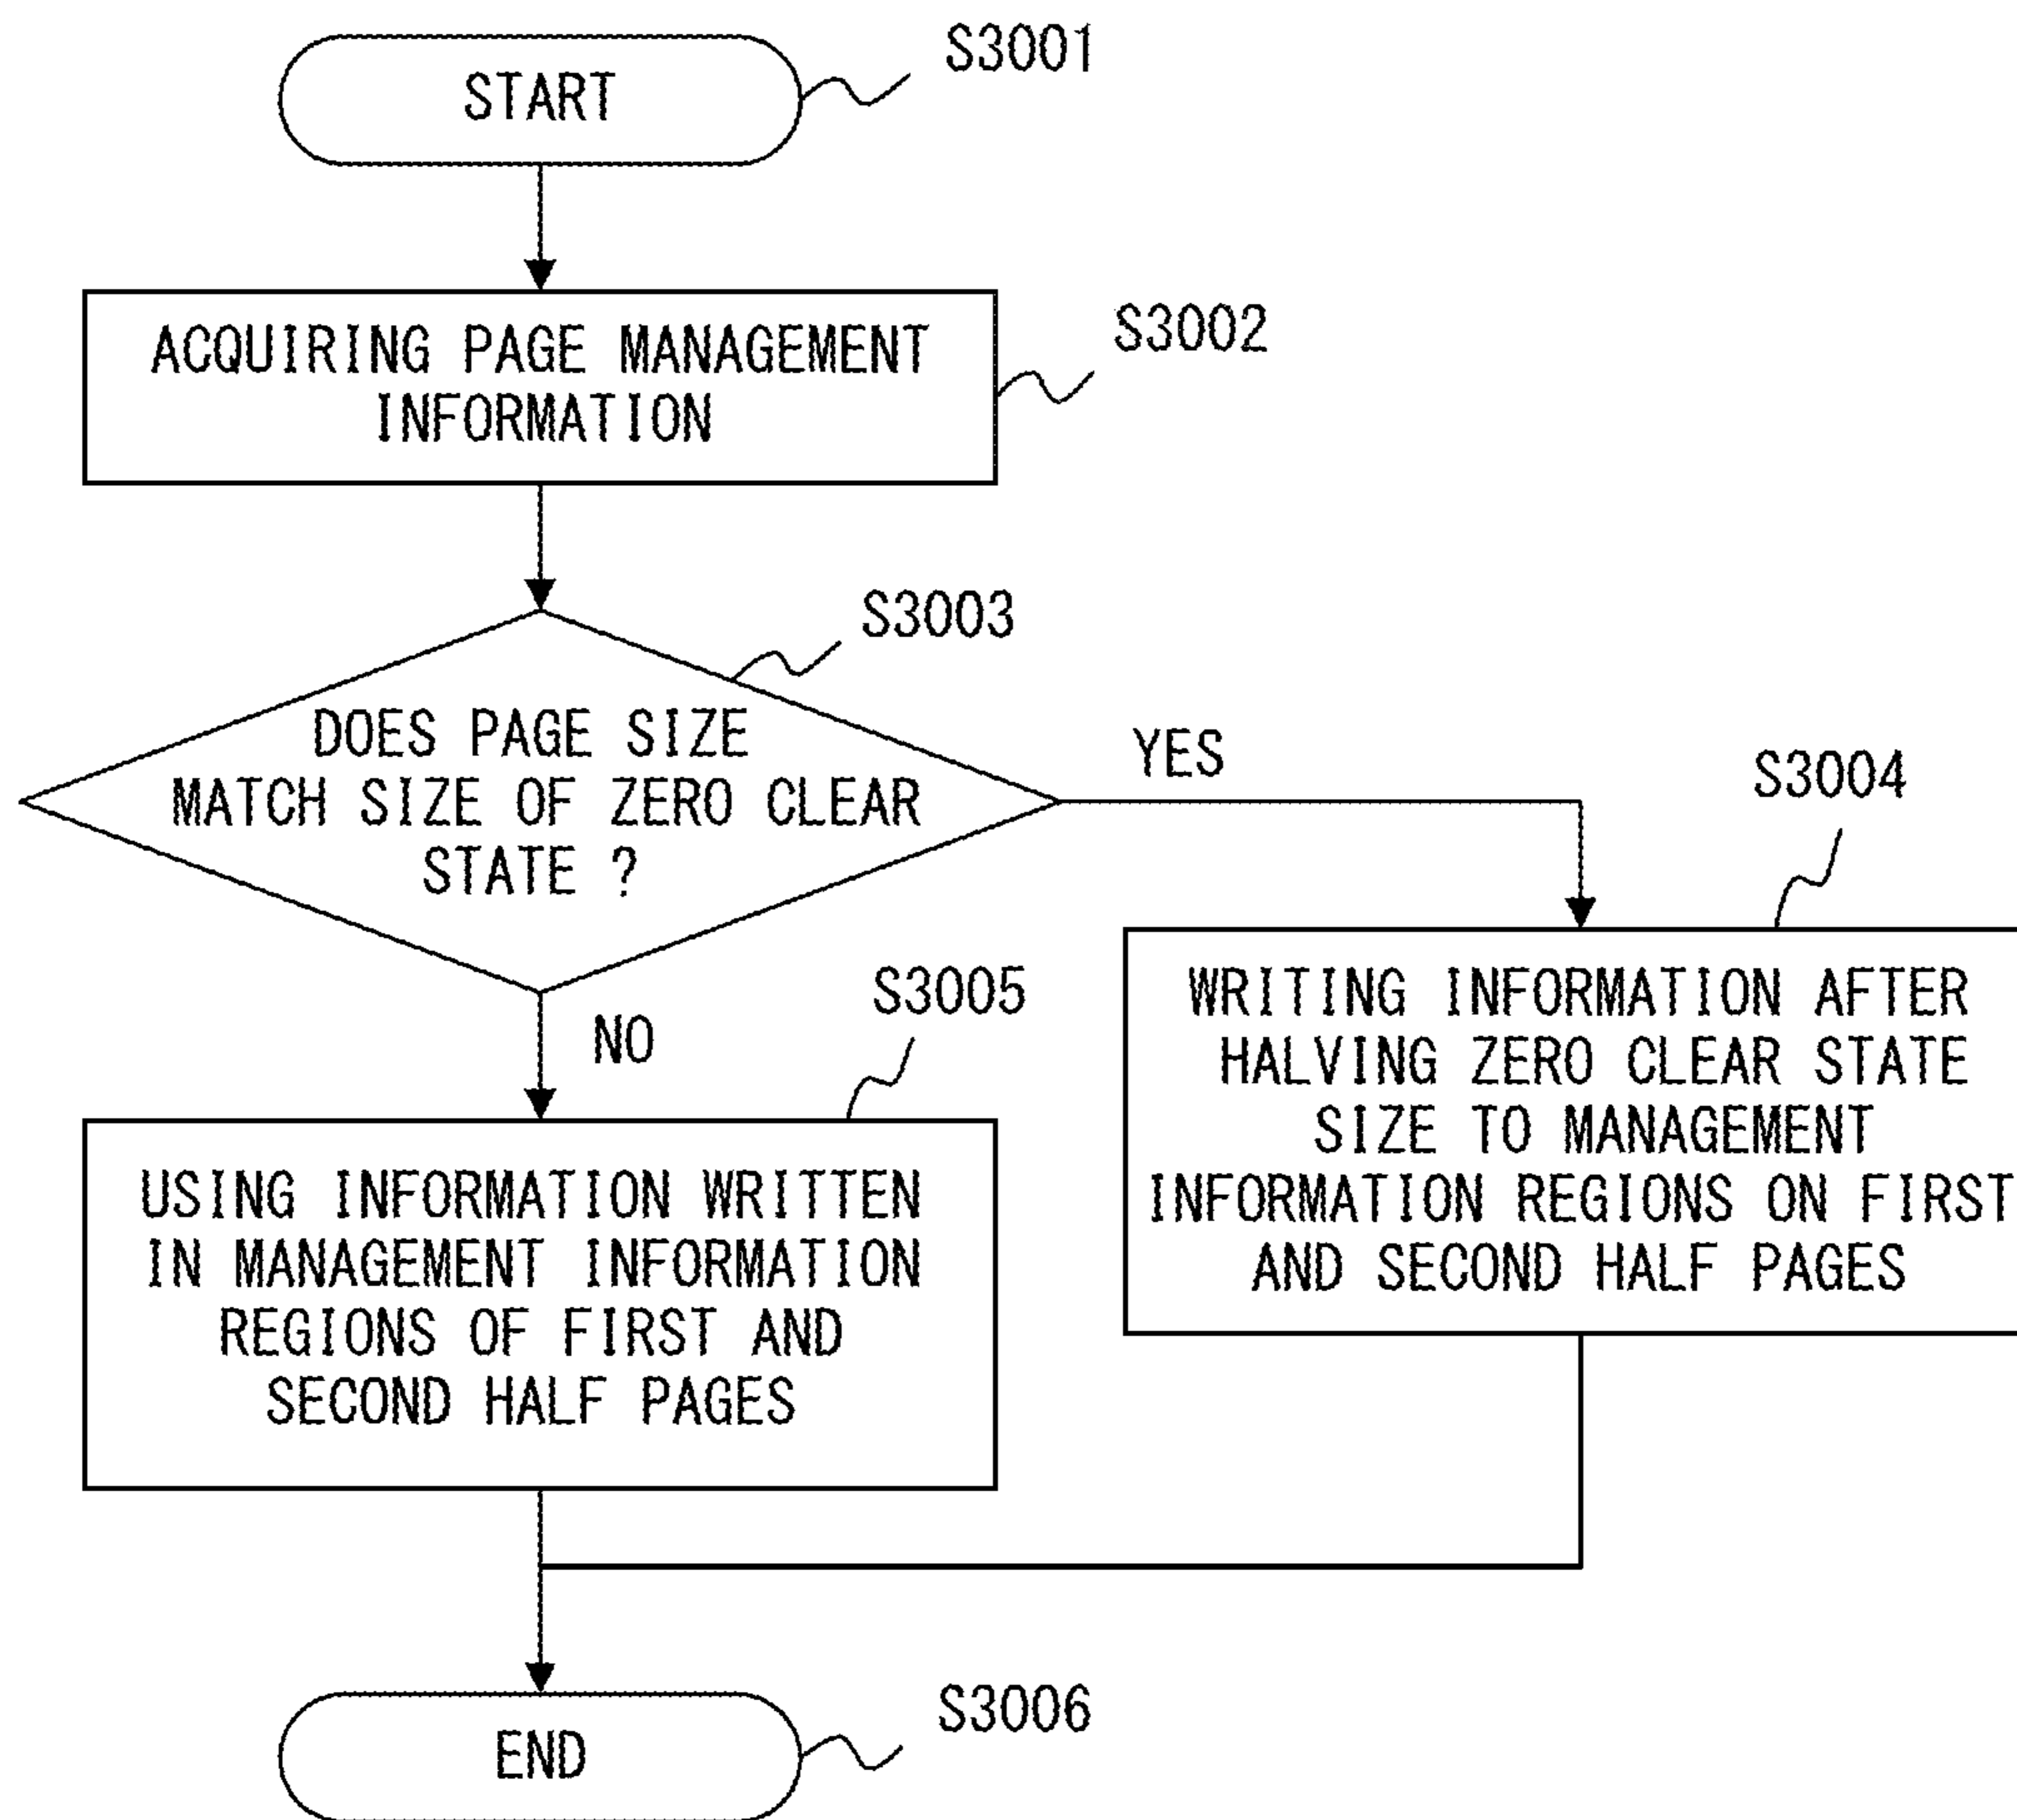 START
S3001
ACQUIRING PAGE MANAGEMENT
INFORMATION
S3002
S3003
DOES PAGE SIZE
MATCH SIZE OF ZERO CLEAR
STATE ?
YES
NO
S3004
WRITING INFORMATION AFTER
HALVING ZERO CLEAR STATE
SIZE TO MANAGEMENT
INFORMATION REGIONS ON FIRST
AND SECOND HALF PAGES
S3005
USING INFORMATION WRITTEN
IN MANAGEMENT INFORMATION
REGIONS OF FIRST AND
SECOND HALF PAGES
END
S3006